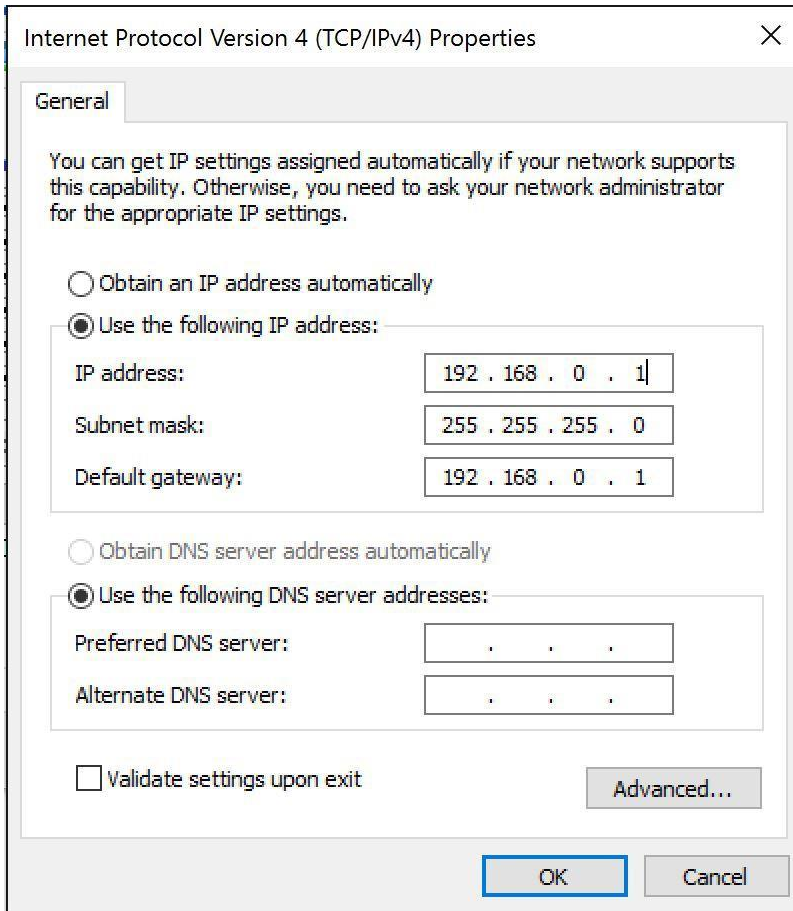 Internet Protocol Version 4 (TCP/IPv4) Properties
General
You can get IP settings assigned automatically if your network supports
this capability. Otherwise, you need to ask your network administrator
for the appropriate IP settings.
Obtain an IP address automatically
Use the following IP address:
IP address: 192 . 168 . 0 . 1
Subnet mask: 255 . 255 . 255 . 0
Default gateway: 192 . 168 . 0 . 1
Obtain DNS server address automatically
Use the following DNS server addresses:
Preferred DNS server: . . .
Alternate DNS server: . . .
Validate settings upon exit
Advanced...
OK Cancel